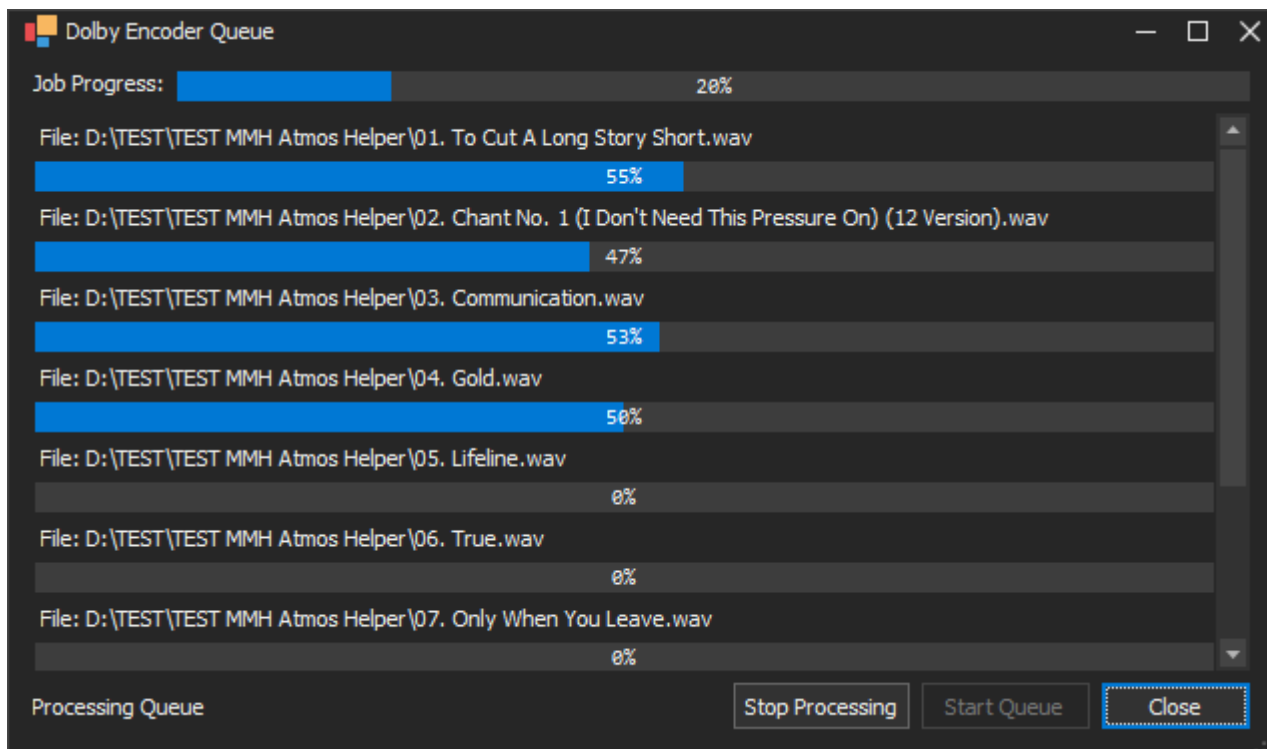 Dolby Encoder Queue
Job Progress: 20%
File: D:\TEST\TEST MMH Atmos Helper\01. To Cut A Long Story Short.wav
55%
File: D:\TEST\TEST MMH Atmos Helper\02. Chant No. 1 (I Don't Need This Pressure On) (12 Version).wav
47%
File: D:\TEST\TEST MMH Atmos Helper\03. Communication.wav
53%
File: D:\TEST\TEST MMH Atmos Helper\04. Gold.wav
50%
File: D:\TEST\TEST MMH Atmos Helper\05. Lifeline.wav
0%
File: D:\TEST\TEST MMH Atmos Helper\06. True.wav
0%
File: D:\TEST\TEST MMH Atmos Helper\07. Only When You Leave.wav
0%
Processing Queue Stop Processing Start Queue Close